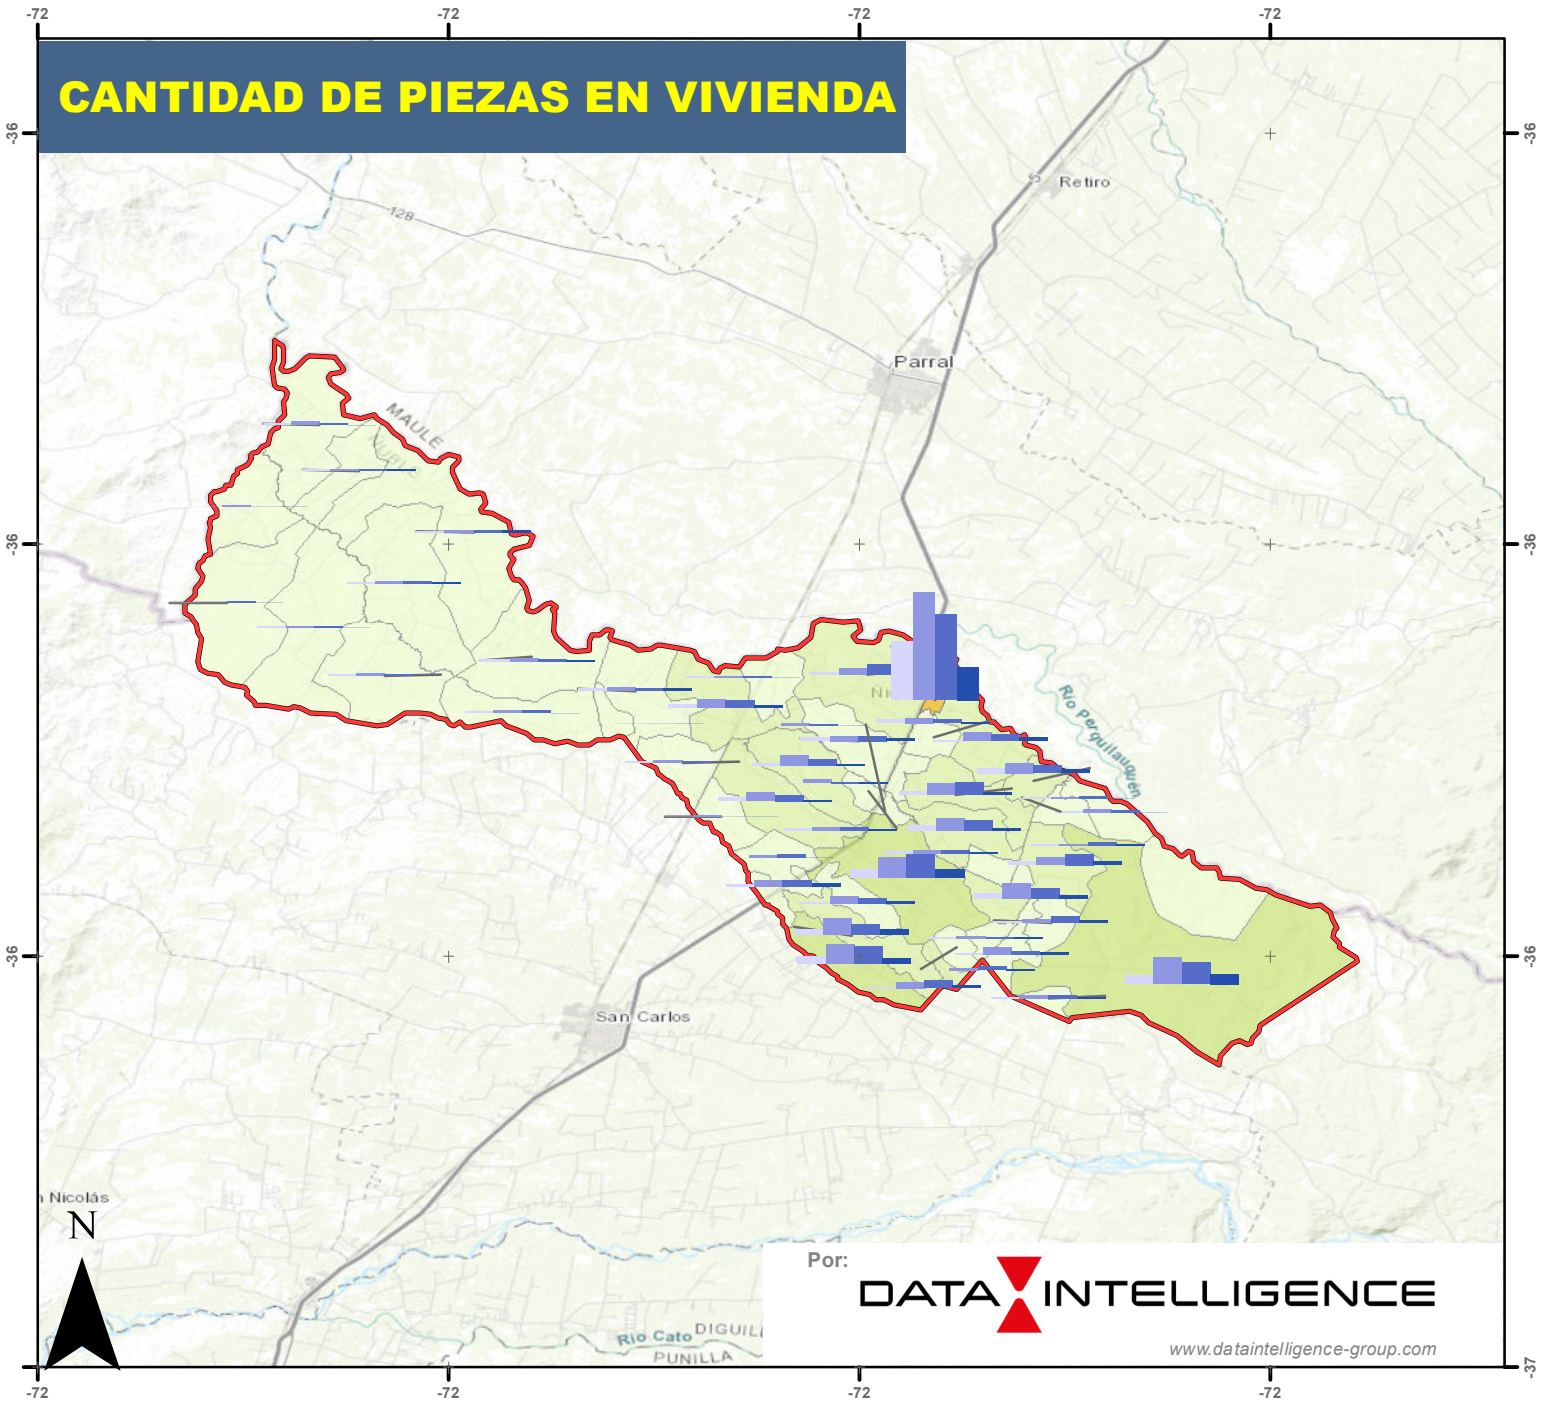 -72 -72 -72 -72
CANTIDAD DE PIEZAS EN VIVIENDA
-36 -36
Retiro
5
128
Parral
MAULE
-36 -36
Río Perquilauquén
-36 -36
San Carlos
Nicolás
N
Por:
DATA INTELLIGENCE
www.dataintelligence-group.com
Río Cato
PUNILLA
-37
-72 -72 -72 -72